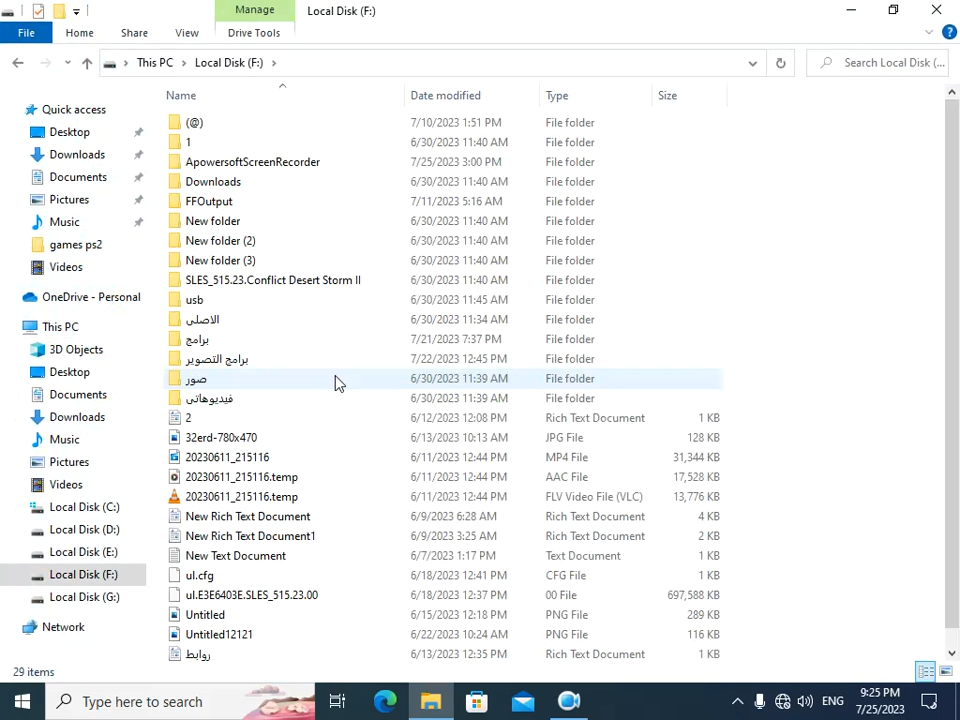 Manage
Local Disk (F:)
File
Home
Share
View
Drive Tools
This PC
Local Disk (F:)
Search Local Disk (...
Name
Date modified
Type
Size
Quick access
Desktop
Downloads
Documents
Pictures
Music
games ps2
Videos
OneDrive - Personal
This PC
3D Objects
Desktop
Documents
Downloads
Music
Pictures
Videos
Local Disk (C:)
Local Disk (D:)
Local Disk (E:)
Local Disk (F:)
Local Disk (G:)
Network
(@) 7/10/2023 1:51 PM File folder
1 6/30/2023 11:40 AM File folder
ApowersoftScreenRecorder 7/25/2023 3:00 PM File folder
Downloads 6/30/2023 11:40 AM File folder
FFOutput 7/11/2023 5:16 AM File folder
New folder 6/30/2023 11:40 AM File folder
New folder (2) 6/30/2023 11:40 AM File folder
New folder (3) 6/30/2023 11:40 AM File folder
SLES_515.23.Conflict Desert Storm II 6/30/2023 11:40 AM File folder
usb 6/30/2023 11:45 AM File folder
الاصلى 6/30/2023 11:34 AM File folder
برامج 7/21/2023 7:37 PM File folder
برامج التصوير 7/22/2023 12:45 PM File folder
صور 6/30/2023 11:39 AM File folder
فيديوهاتى 6/30/2023 11:39 AM File folder
2 6/12/2023 12:08 PM Rich Text Document 1 KB
32erd-780x470 6/13/2023 10:13 AM JPG File 128 KB
20230611_215116 6/11/2023 12:44 PM MP4 File 31,344 KB
20230611_215116.temp 6/11/2023 12:44 PM AAC File 17,528 KB
20230611_215116.temp 6/11/2023 12:44 PM FLV Video File (VLC) 13,776 KB
New Rich Text Document 6/9/2023 6:28 AM Rich Text Document 4 KB
New Rich Text Document1 6/9/2023 3:25 AM Rich Text Document 2 KB
New Text Document 6/7/2023 1:17 PM Text Document 1 KB
ul.cfg 6/18/2023 12:41 PM CFG File 1 KB
ul.E3E6403E.SLES_515.23.00 6/18/2023 12:37 PM 00 File 697,588 KB
Untitled 6/15/2023 12:18 PM PNG File 289 KB
Untitled12121 6/22/2023 10:24 AM PNG File 116 KB
روابط 6/13/2023 12:35 PM Rich Text Document 1 KB
29 items
Type here to search
ENG
9:25 PM
7/25/2023